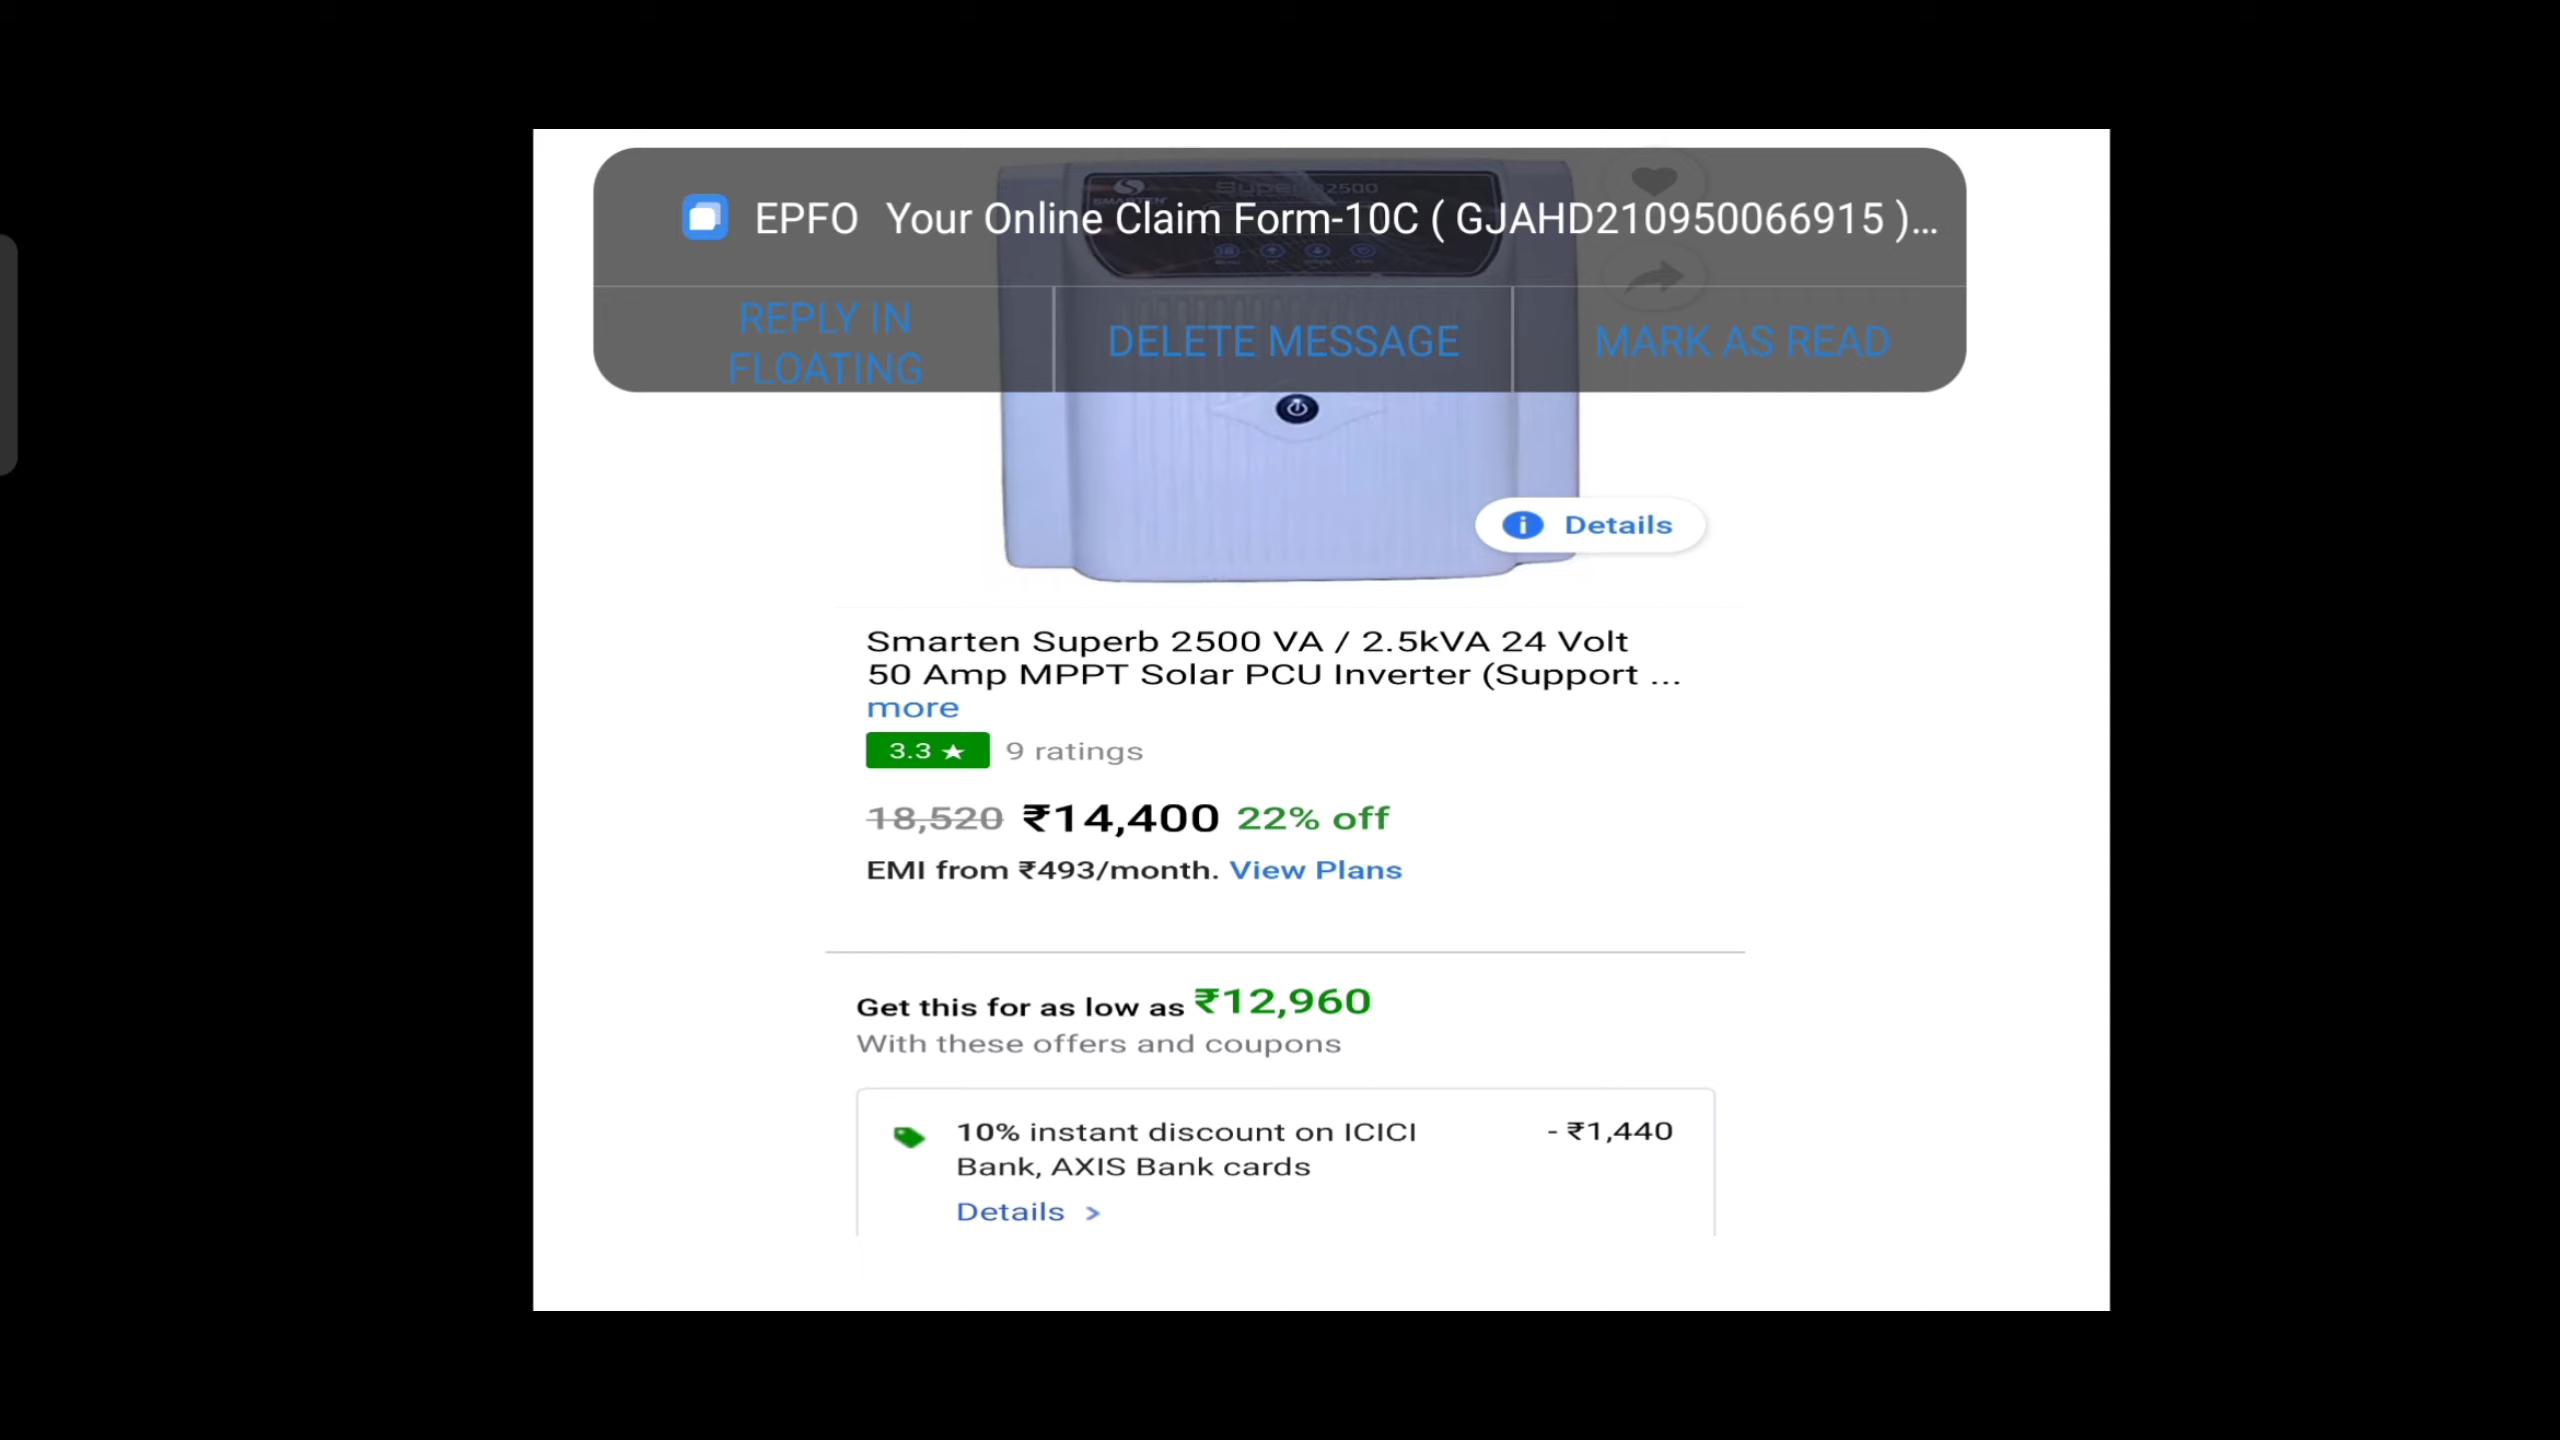 Superb 2500
SMARTEN
EPFO Your Online Claim Form-10C ( GJAHD210950066915 )...
REPLY IN
FLOATING
DELETE MESSAGE
MARK AS READ
Details
Smarten Superb 2500 VA / 2.5kVA 24 Volt
50 Amp MPPT Solar PCU Inverter (Support ...
more
3.3 ★ 9 ratings
18,520 ₹14,400 22% off
EMI from ₹493/month. View Plans
Get this for as low as ₹12,960
With these offers and coupons
10% instant discount on ICICI - ₹1,440
Bank, AXIS Bank cards
Details >